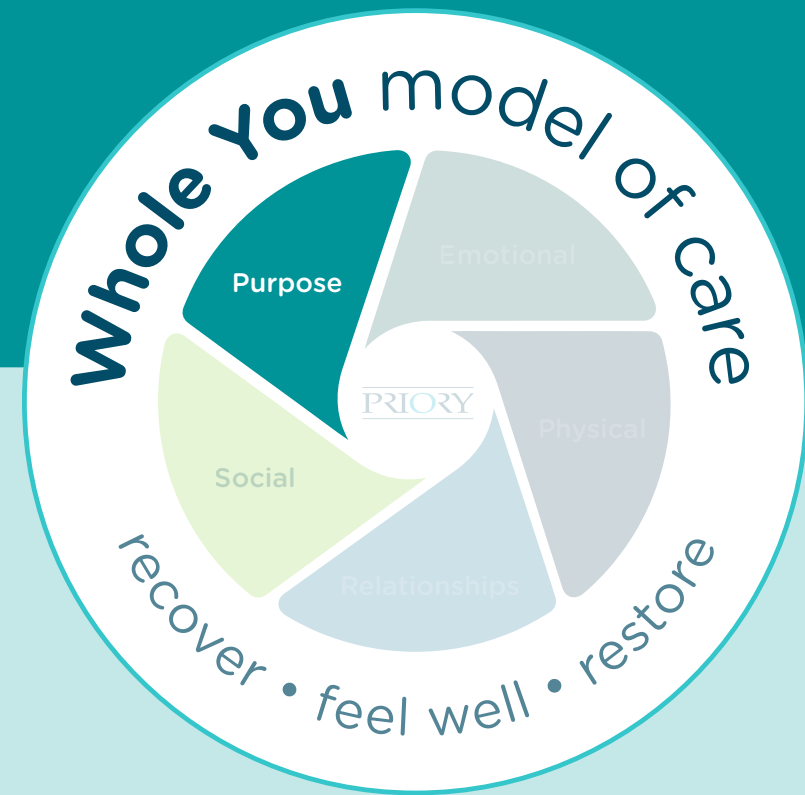 Whole You model of care
Purpose
Emotional
Physical
Relationships
Social
PRIORY
recover • feel well • restore